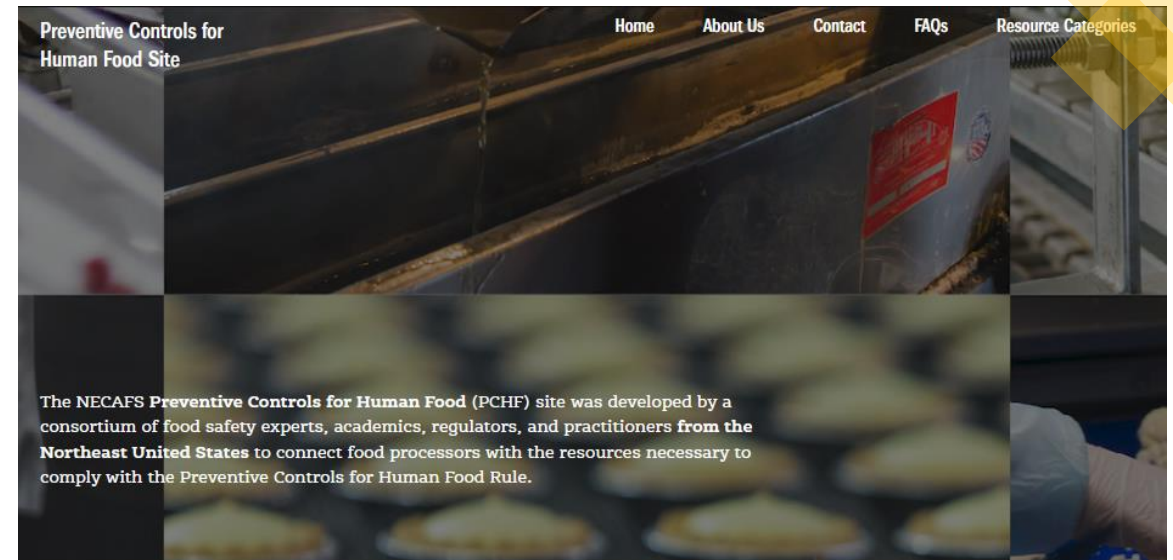 Preventive Controls for
Human Food Site
Home About Us Contact FAQs Resource Categories
The NECAFS Preventive Controls for Human Food (PCHF) site was developed by a
consortium of food safety experts, academics, regulators, and practitioners from the
Northeast United States to connect food processors with the resources necessary to
comply with the Preventive Controls for Human Food Rule.